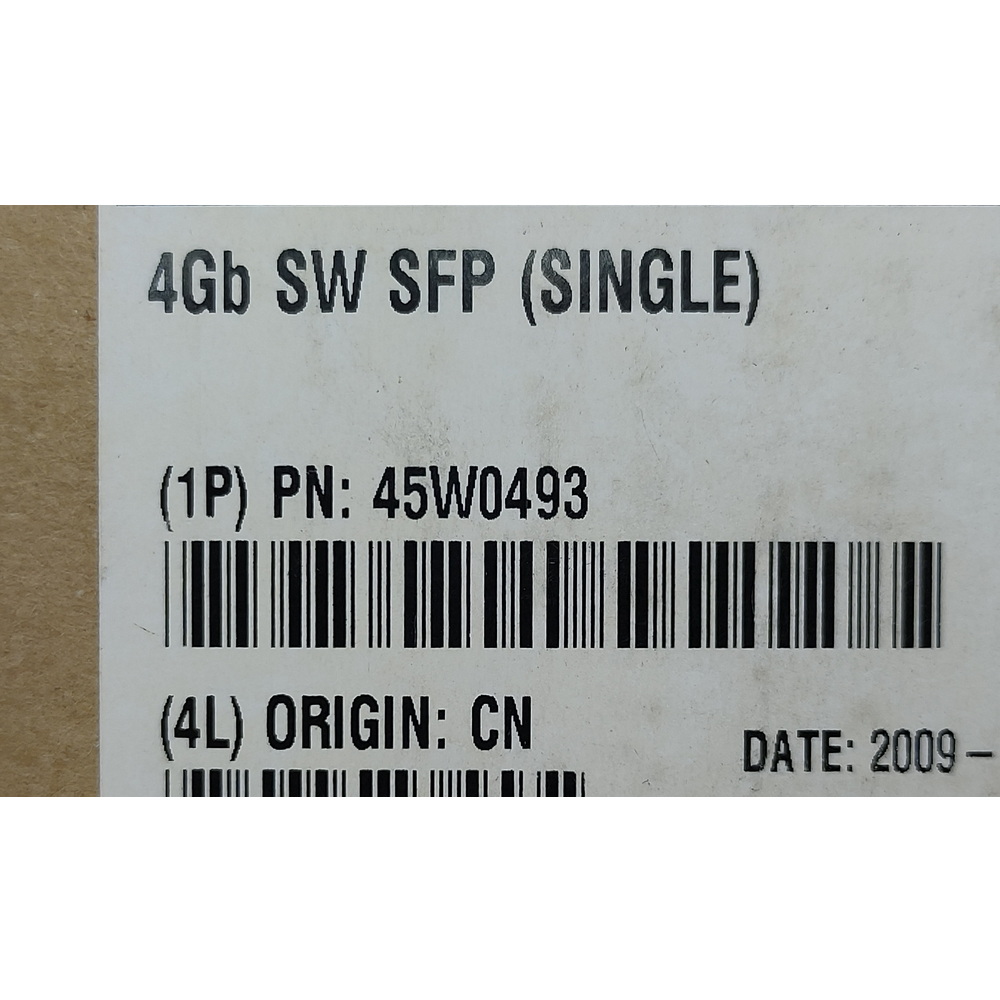 4Gb SW SFP (SINGLE)
(1P) PN: 45W0493
(4L) ORIGIN: CN
DATE: 2009-